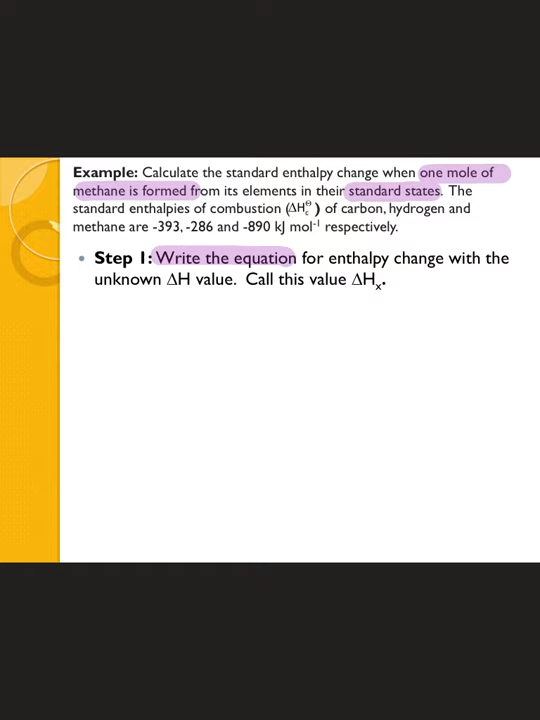 Example: Calculate the standard enthalpy change when one mole of
methane is formed from its elements in their standard states. The
standard enthalpies of combustion (ΔH꜀⊖) of carbon, hydrogen and
methane are -393, -286 and -890 kJ mol⁻¹ respectively.
• Step 1: Write the equation for enthalpy change with the
unknown ΔH value. Call this value ΔHₓ.